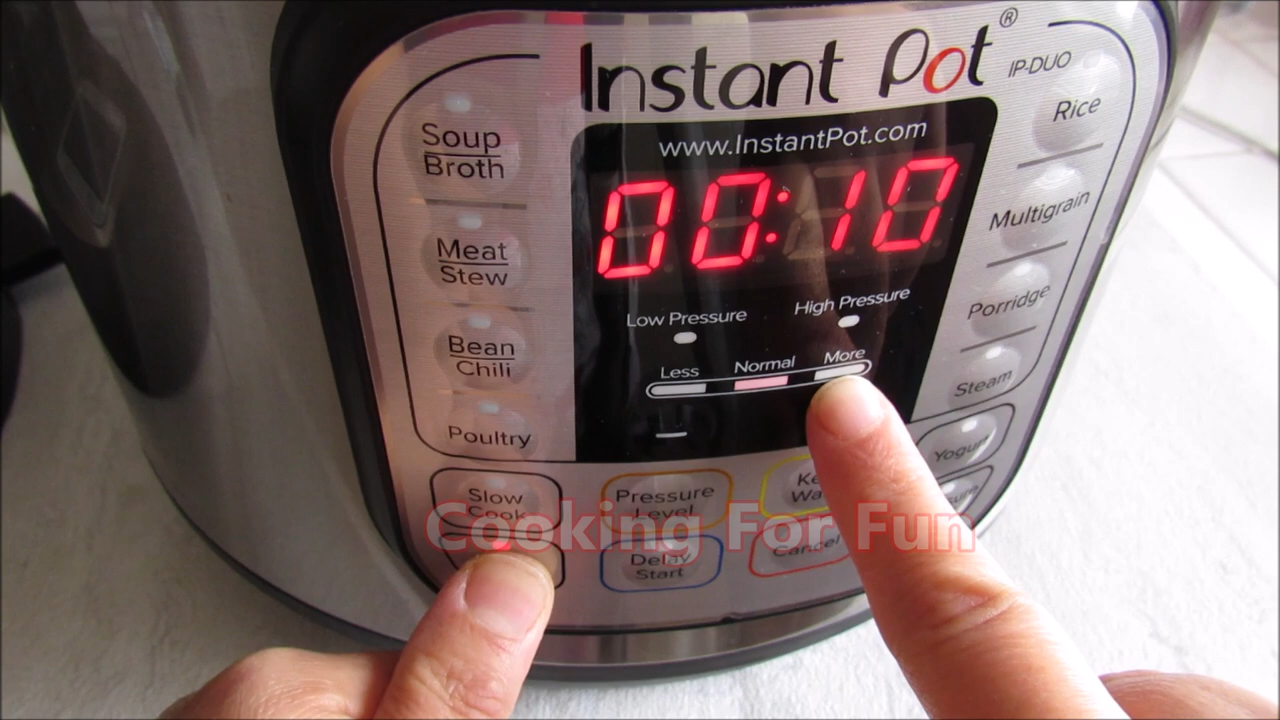 Instant Pot®
IP-DUO
www.InstantPot.com
00:10
Low Pressure
High Pressure
Less
Normal
More
Soup
Broth
Meat
Stew
Bean
Chili
Poultry
Rice
Multigrain
Porridge
Steam
Slow
Cook
Pressure
Level
Delay
Start
Cancel
Cooking For Fun